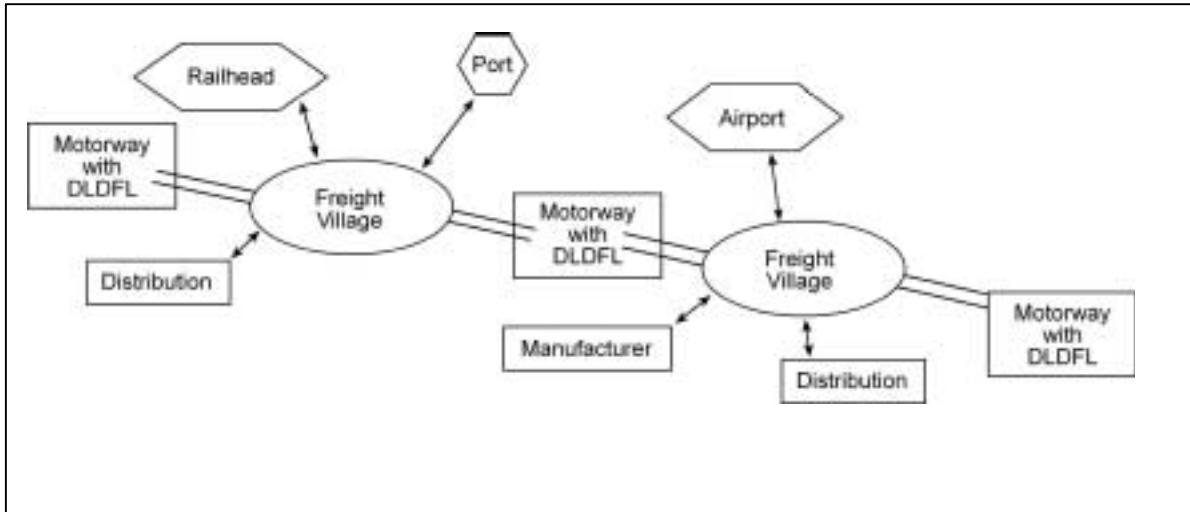 Railhead
Port
Airport
Motorway
with
DLDFL
Freight
Village
Motorway
with
DLDFL
Freight
Village
Distribution
Manufacturer
Distribution
Motorway
with
DLDFL